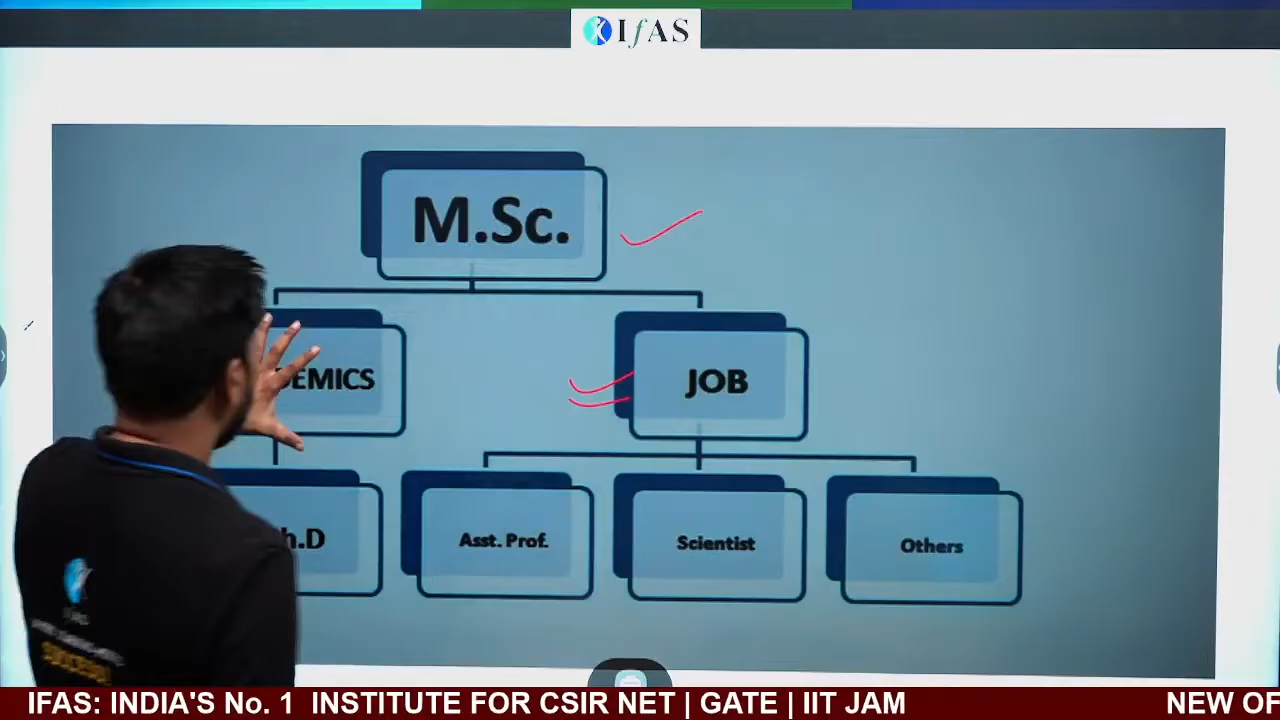 IfAS
M.Sc.
DEMICS
JOB
h.D
Asst. Prof.
Scientist
Others
IFAS: INDIA'S No. 1 INSTITUTE FOR CSIR NET | GATE | IIT JAM
NEW OF